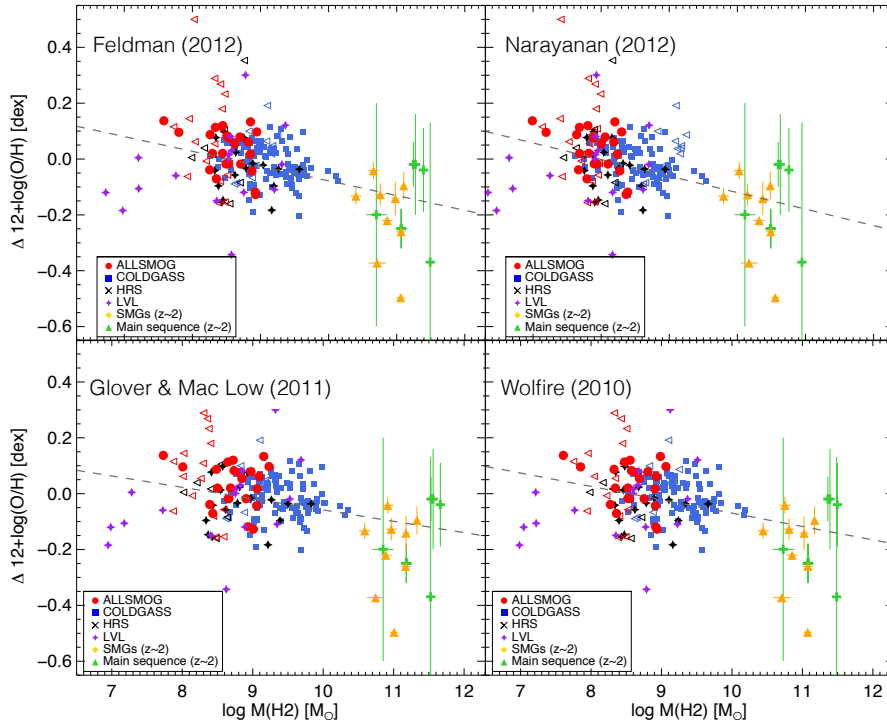 Feldman (2012)
Narayanan (2012)
0.4
0.2
0.0
−0.2
−0.4
−0.6
Δ 12+log(O/H) [dex]
ALLSMOG
COLDGASS
HRS
LVL
SMGs (z~2)
Main sequence (z~2)
ALLSMOG
COLDGASS
HRS
LVL
SMGs (z~2)
Main sequence (z~2)
Glover & Mac Low (2011)
Wolfire (2010)
0.4
0.2
0.0
−0.2
−0.4
−0.6
Δ 12+log(O/H) [dex]
ALLSMOG
COLDGASS
HRS
LVL
SMGs (z~2)
Main sequence (z~2)
ALLSMOG
COLDGASS
HRS
LVL
SMGs (z~2)
Main sequence (z~2)
7 8 9 10 11 12
7 8 9 10 11 12
log M(H2) [M⊙]
log M(H2) [M⊙]